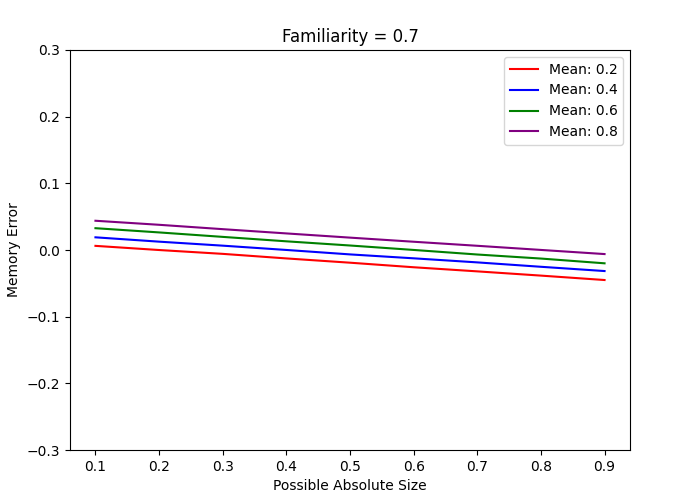 Familiarity = 0.7
0.3
0.2
0.1
0.0
−0.1
−0.2
−0.3
Memory Error
Mean: 0.2
Mean: 0.4
Mean: 0.6
Mean: 0.8
0.1 0.2 0.3 0.4 0.5 0.6 0.7 0.8 0.9
Possible Absolute Size